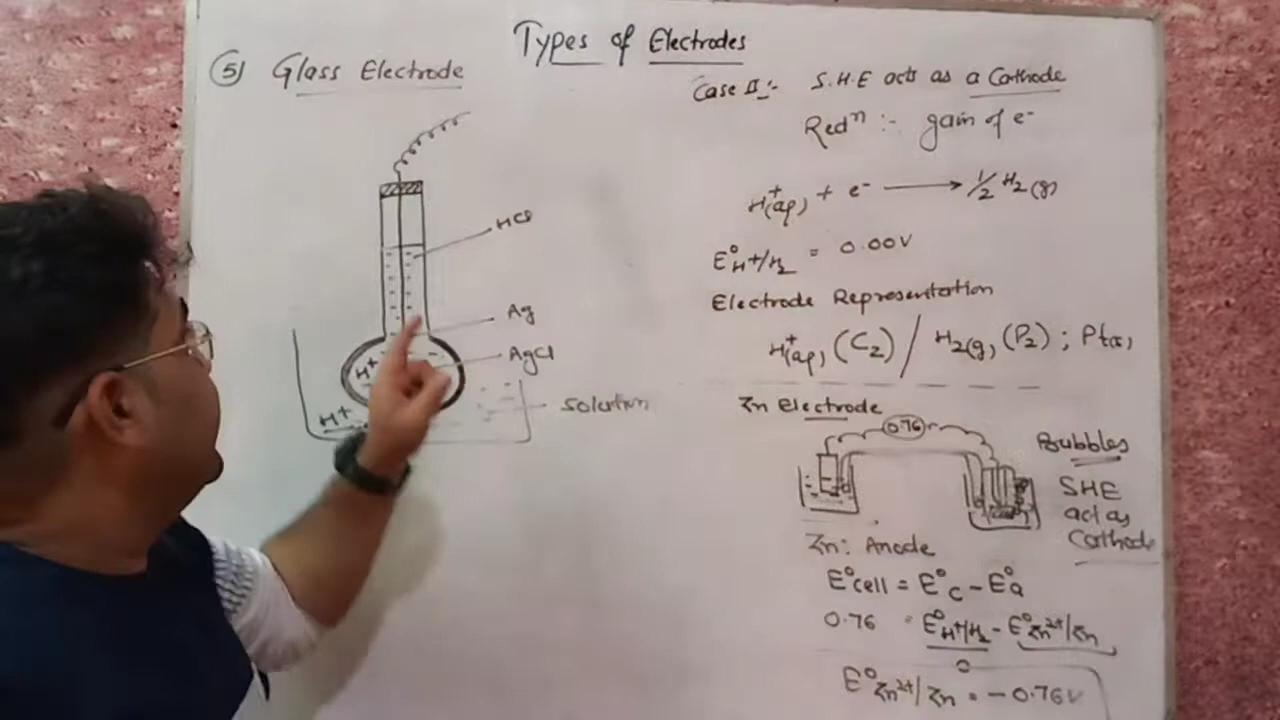 Types of Electrodes
5) Glass Electrode
HCl
Ag
AgCl
H+
H+
Solution
Case II :- S.H.E acts as a Cathode
Redⁿ :- gain of e-
H+(aq) + e- → 1/2 H2(g)
E°H+/H2 = 0.00V
Electrode Representation
H+(aq) (C2) / H2(g) (P2) ; Pt(s)
Zn Electrode
0.76
Bubbles
SHE
act as
Cathode
Zn: Anode
E°cell = E°c - E°a
0.76 = E°H+/H2 - E°Zn2+/Zn
0
E°Zn2+/Zn = -0.76V